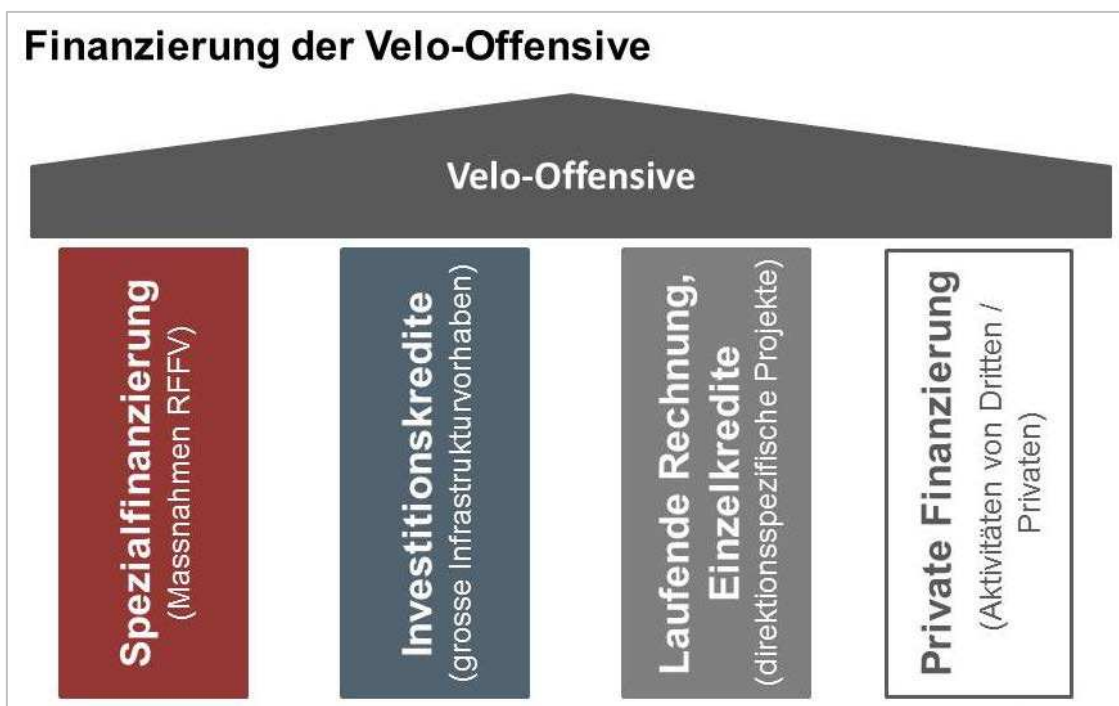 Finanzierung der Velo-Offensive
Velo-Offensive
Spezialfinanzierung
(Massnahmen RFFV)
Investitionskredite
(grosse Infrastrukturvorhaben)
Laufende Rechnung,
Einzelkredite
(direktionsspezifische Projekte)
Private Finanzierung
(Aktivitäten von Dritten /
Privaten)